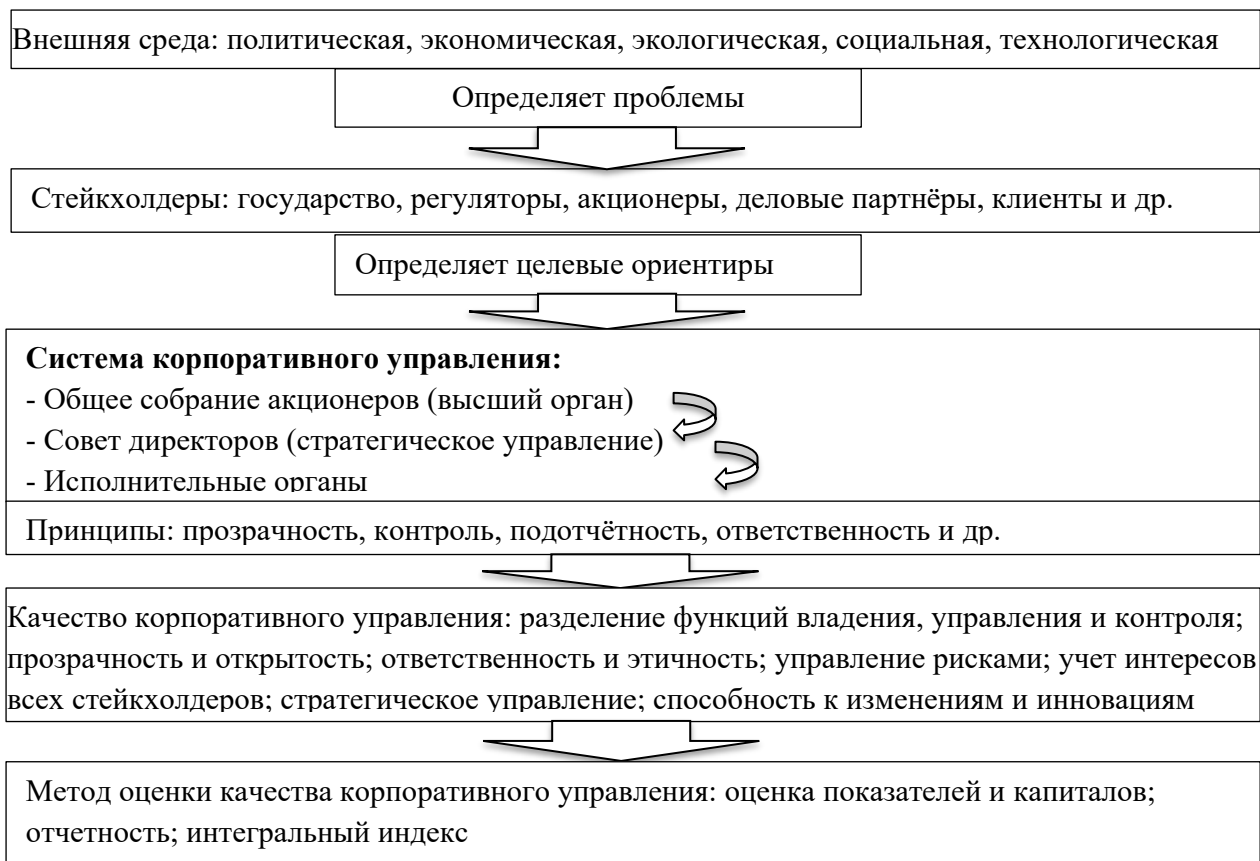 Внешняя среда: политическая, экономическая, экологическая, социальная, технологическая
Определяет проблемы
Стейкхолдеры: государство, регуляторы, акционеры, деловые партнёры, клиенты и др.
Определяет целевые ориентиры
Система корпоративного управления:
- Общее собрание акционеров (высший орган)
- Совет директоров (стратегическое управление)
- Исполнительные органы
Принципы: прозрачность, контроль, подотчётность, ответственность и др.
Качество корпоративного управления: разделение функций владения, управления и контроля;
прозрачность и открытость; ответственность и этичность; управление рисками; учет интересов
всех стейкхолдеров; стратегическое управление; способность к изменениям и инновациям
Метод оценки качества корпоративного управления: оценка показателей и капиталов;
отчетность; интегральный индекс